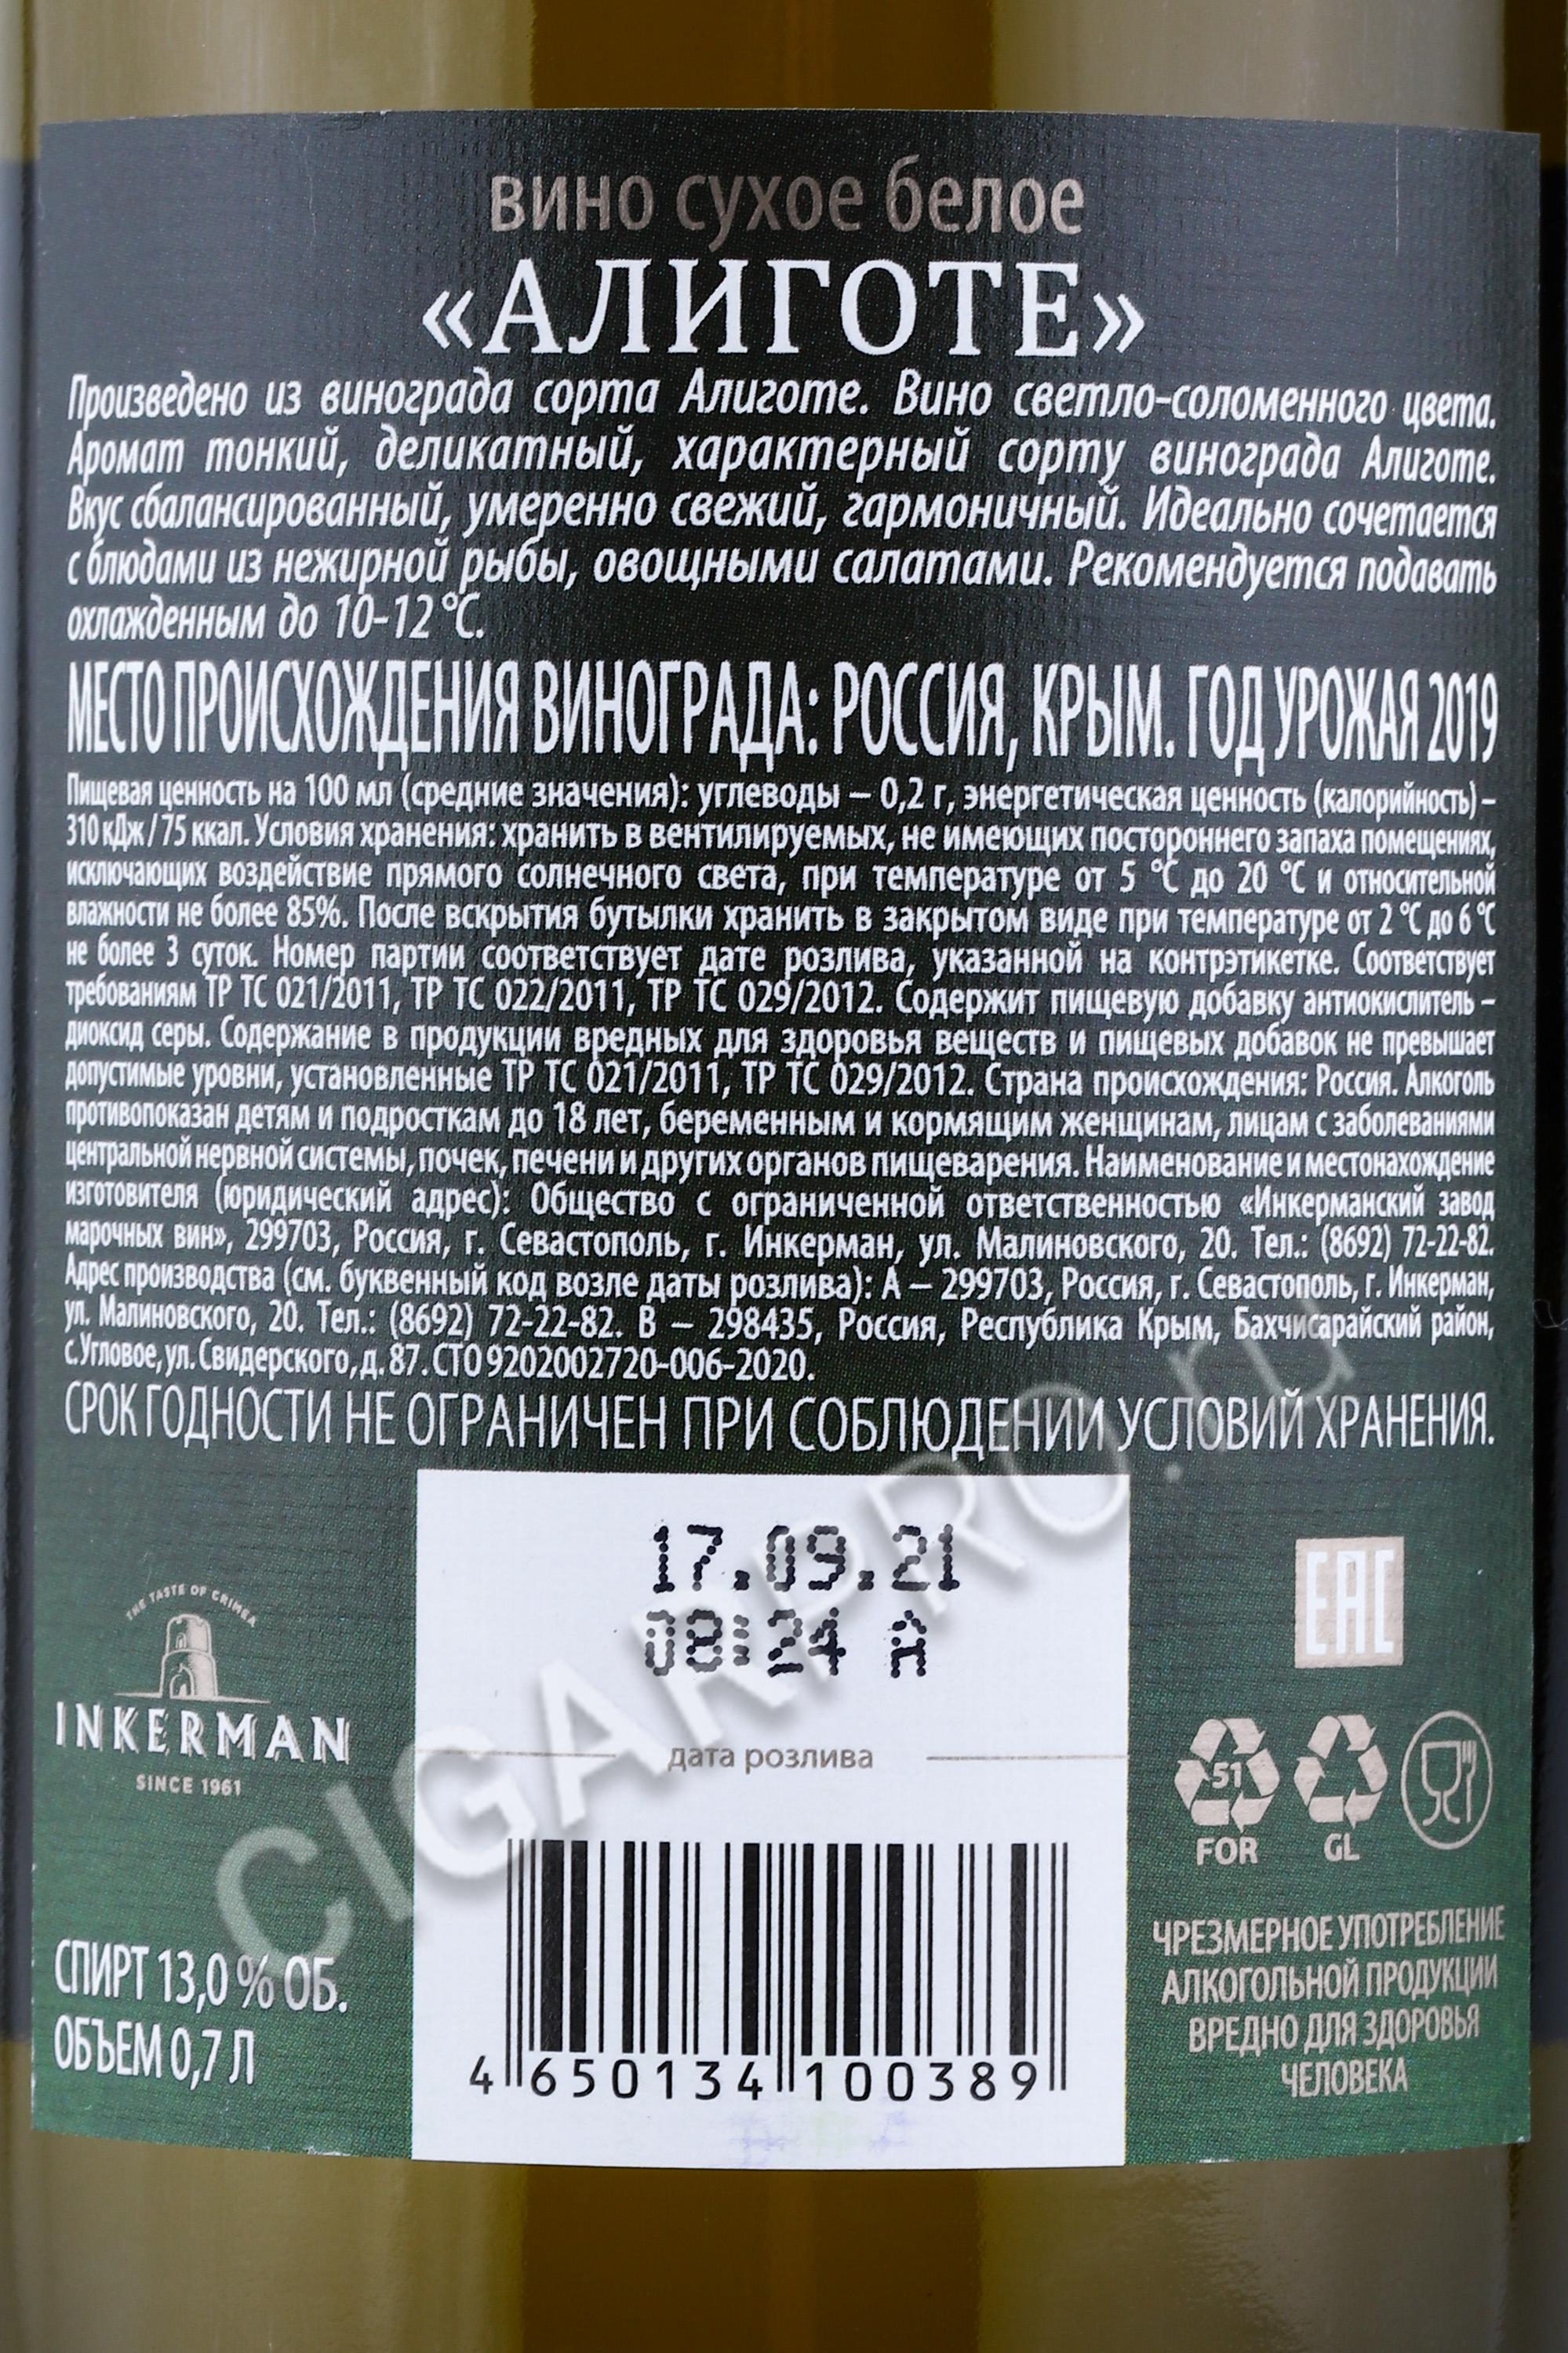 вино сухое белое
«АЛИГОТЕ»
Произведено из винограда сорта Алиготе. Вино светло-соломенного цвета.
Аромат тонкий, деликатный, характерный сорту винограда Алиготе.
Вкус сбалансированный, умеренно свежий, гармоничный. Идеально сочетается
с блюдами из нежирной рыбы, овощными салатами. Рекомендуется подавать
охлажденным до 10-12 °С.
МЕСТО ПРОИСХОЖДЕНИЯ ВИНОГРАДА: РОССИЯ, КРЫМ. ГОД УРОЖАЯ 2019
Пищевая ценность на 100 мл (средние значения): углеводы – 0,2 г, энергетическая ценность (калорийность) –
310 кДж / 75 ккал. Условия хранения: хранить в вентилируемых, не имеющих постороннего запаха помещениях,
исключающих воздействие прямого солнечного света, при температуре от 5 °С до 20 °С и относительной
влажности не более 85%. После вскрытия бутылки хранить в закрытом виде при температуре от 2 °С до 6 °С
не более 3 суток. Номер партии соответствует дате розлива, указанной на контрэтикетке. Соответствует
требованиям ТР ТС 021/2011, ТР ТС 022/2011, ТР ТС 029/2012. Содержит пищевую добавку антиокислитель –
диоксид серы. Содержание в продукции вредных для здоровья веществ и пищевых добавок не превышает
допустимые уровни, установленные ТР ТС 021/2011, ТР ТС 029/2012. Страна происхождения: Россия. Алкоголь
противопоказан детям и подросткам до 18 лет, беременным и кормящим женщинам, лицам с заболеваниями
центральной нервной системы, почек, печени и других органов пищеварения. Наименование и местонахождение
изготовителя (юридический адрес): Общество с ограниченной ответственностью «Инкерманский завод
марочных вин», 299703, Россия, г. Севастополь, г. Инкерман, ул. Малиновского, 20. Тел.: (8692) 72-22-82.
Адрес производства (см. буквенный код возле даты розлива): А – 299703, Россия, г. Севастополь, г. Инкерман,
ул. Малиновского, 20. Тел.: (8692) 72-22-82. В – 298435, Россия, Республика Крым, Бахчисарайский район,
с. Угловое, ул. Свидерского, д. 87. СТО 9202002720-006-2020.
СРОК ГОДНОСТИ НЕ ОГРАНИЧЕН ПРИ СОБЛЮДЕНИИ УСЛОВИЙ ХРАНЕНИЯ.
17.09.21
08:24 А
дата розлива
THE TASTE OF CRIMEA
INKERMAN
SINCE 1961
СПИРТ 13,0 % ОБ.
ОБЪЕМ 0,7 Л
4 650134 100389
EAC
51
FOR
GL
ЧРЕЗМЕРНОЕ УПОТРЕБЛЕНИЕ
АЛКОГОЛЬНОЙ ПРОДУКЦИИ
ВРЕДНО ДЛЯ ЗДОРОВЬЯ
ЧЕЛОВЕКА
CIGARPRO.ru